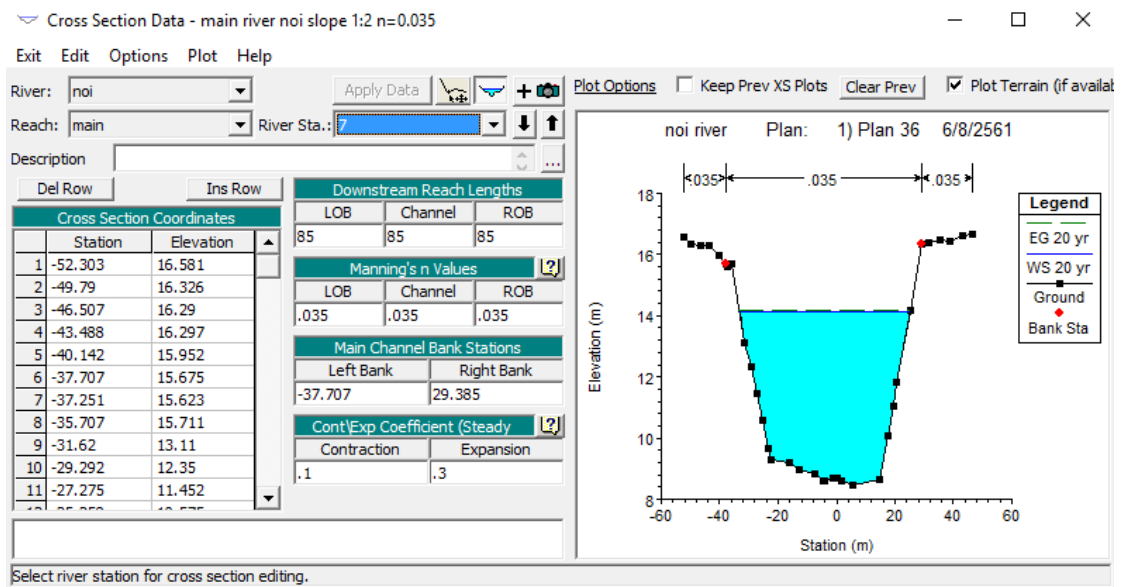 Cross Section Data - main river noi slope 1:2 n=0.035
Exit Edit Options Plot Help
River: noi Apply Data
Reach: main River Sta.: 7
Description ...
Del Row Ins Row
Cross Section Coordinates
Station Elevation
1 -52.303 16.581
2 -49.79 16.326
3 -46.507 16.29
4 -43.488 16.297
5 -40.142 15.952
6 -37.707 15.675
7 -37.251 15.623
8 -35.707 15.711
9 -31.62 13.11
10 -29.292 12.35
11 -27.275 11.452
Downstream Reach Lengths
LOB Channel ROB
85 85 85
Manning's n Values
LOB Channel ROB
.035 .035 .035
Main Channel Bank Stations
Left Bank Right Bank
-37.707 29.385
Cont\Exp Coefficient (Steady
Contraction Expansion
.1 .3
Plot Options Keep Prev XS Plots Clear Prev Plot Terrain (if availab
noi river Plan: 1) Plan 36 6/8/2561
.035 .035 .035
18
16
14
12
10
8
Elevation (m)
-60 -40 -20 0 20 40 60
Station (m)
Legend
EG 20 yr
WS 20 yr
Ground
Bank Sta
Select river station for cross section editing.